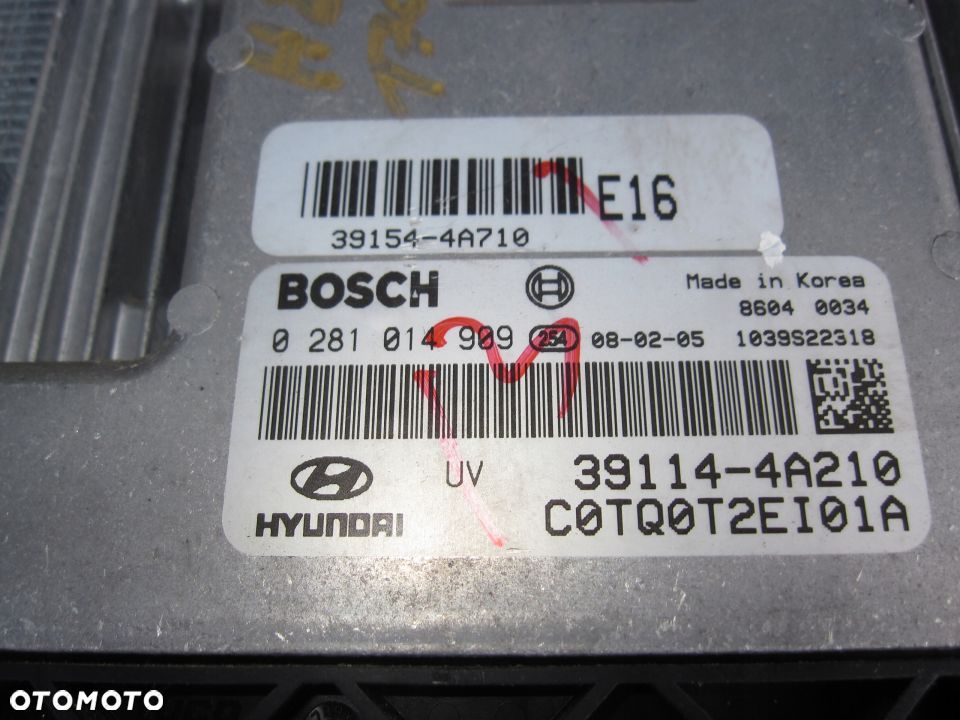 39154-4A710
E16
BOSCH
Made in Korea
8604 0034
0 281 014 909 254 08-02-05 1039S22318
UV 39114-4A210
HYUNDAI C0TQ0T2EI01A
OTOMOTO